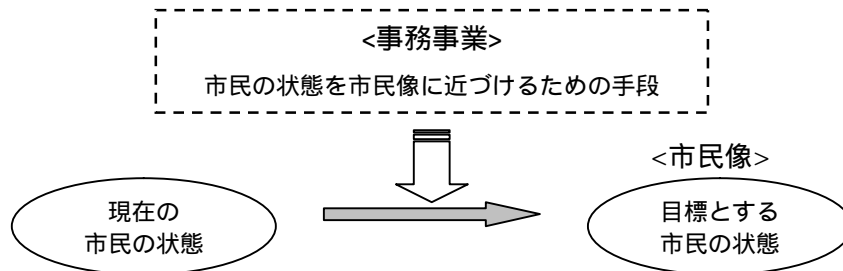 <事務事業>
市民の状態を市民像に近づけるための手段
<市民像>
現在の
市民の状態
目標とする
市民の状態